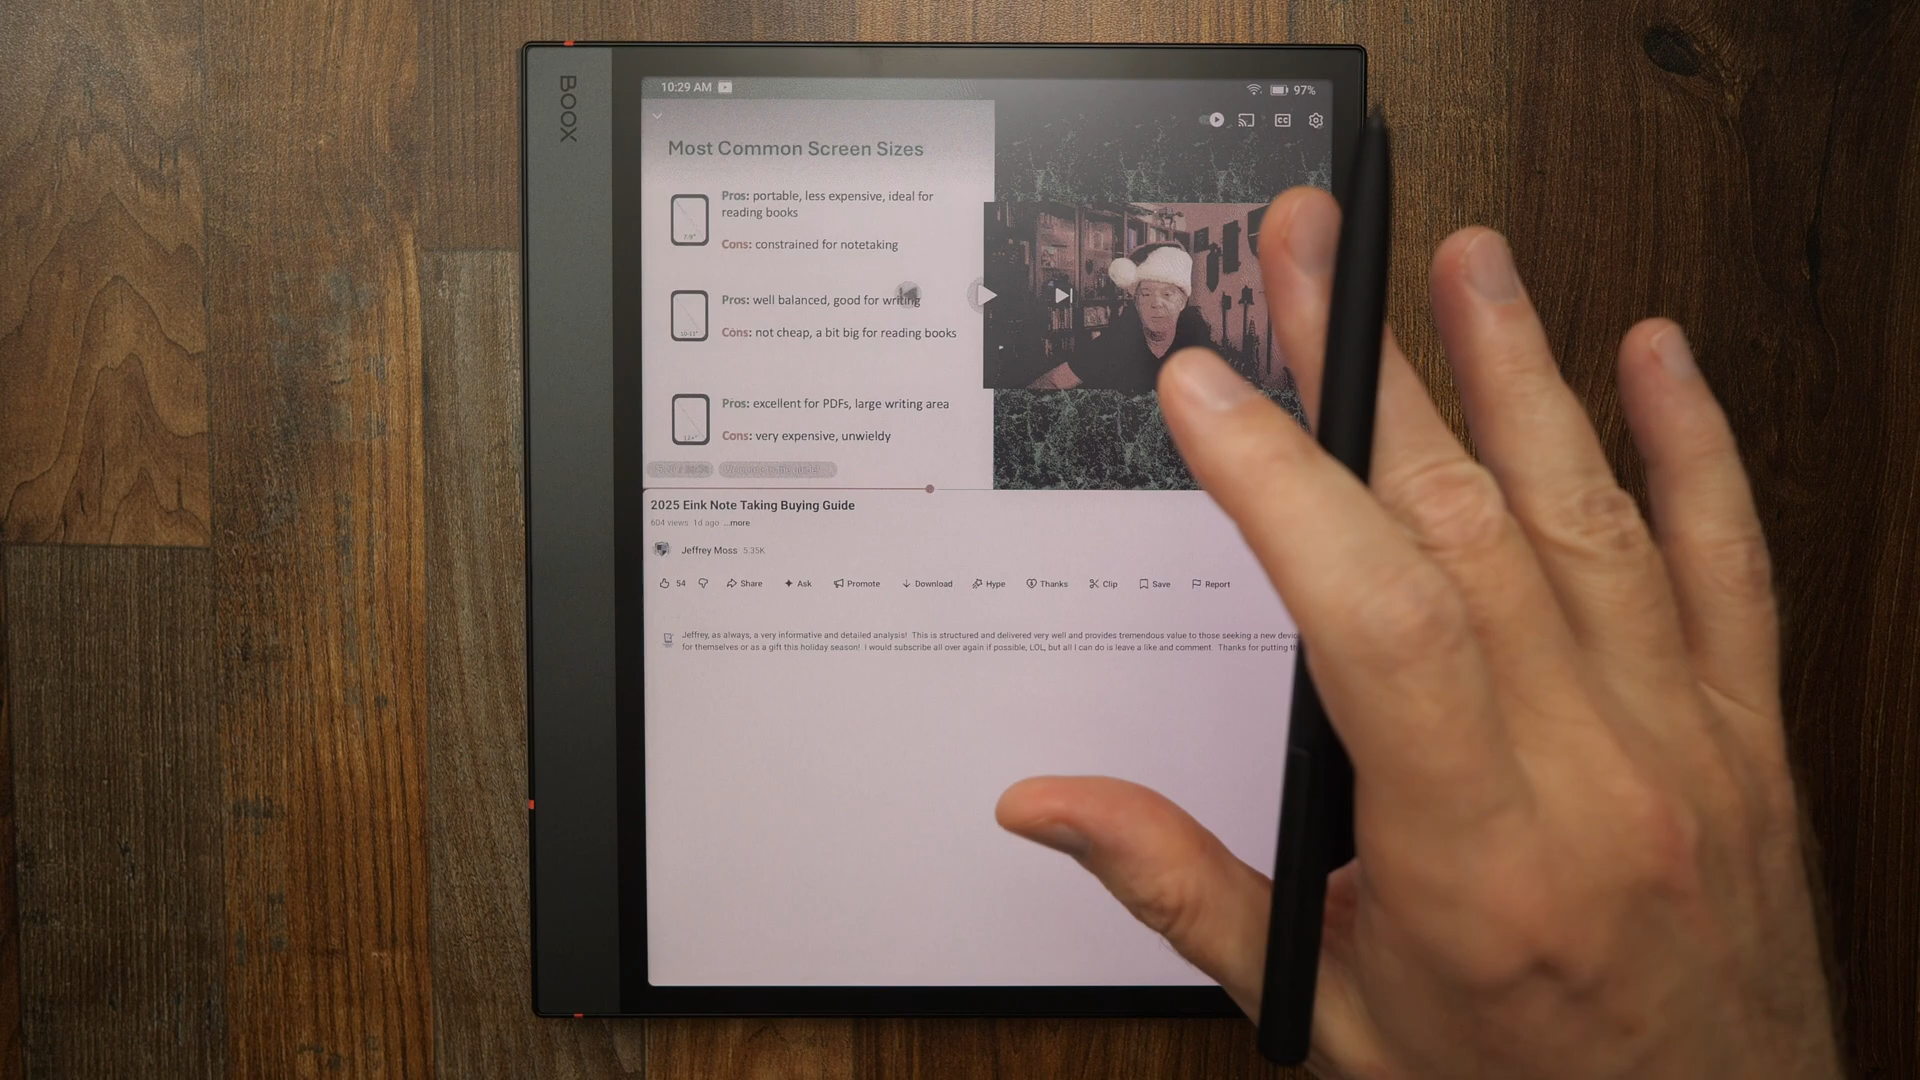 BOOX
10:29 AM
97%
CC
Most Common Screen Sizes
Pros: portable, less expensive, ideal for
reading books
Cons: constrained for notetaking
7-9"
Pros: well balanced, good for writing
Cons: not cheap, a bit big for reading books
10-11"
Pros: excellent for PDFs, large writing area
Cons: very expensive, unwieldy
2025 Eink Note Taking Buying Guide
604 views 1d ago ...more
Jeffrey Moss 5.35K
54 Share Ask Promote Download Hype Thanks Clip Save Report
Jeffrey, as always, a very informative and detailed analysis! This is structured and delivered very well and provides tremendous value to those seeking a new
for themselves or as a gift this holiday season! I would subscribe all over again if possible, LOL, but all I can do is leave a like and comment. Thanks for putting